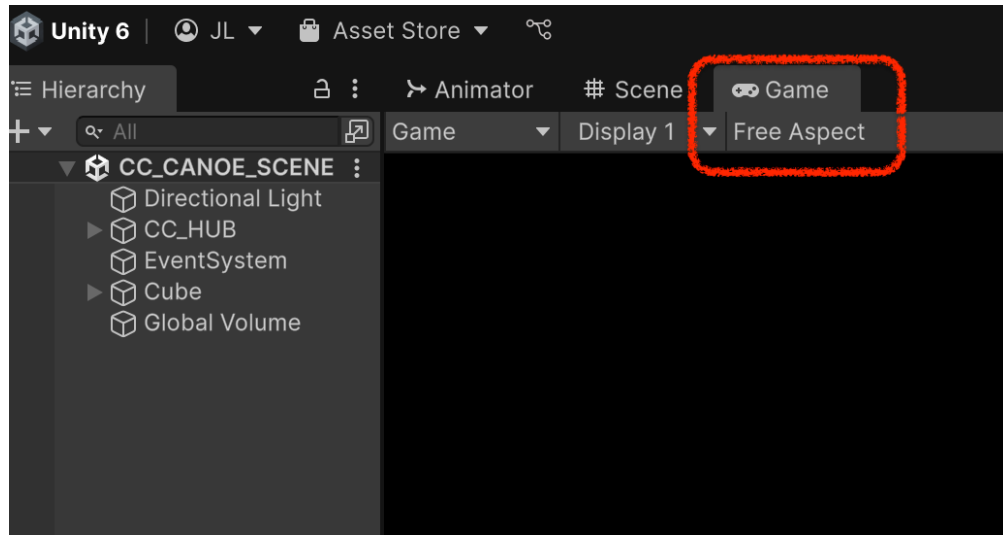 Unity 6 JL Asset Store
Hierarchy
Animator Scene Game
All
Game Display 1 Free Aspect
CC_CANOE_SCENE
Directional Light
CC_HUB
EventSystem
Cube
Global Volume